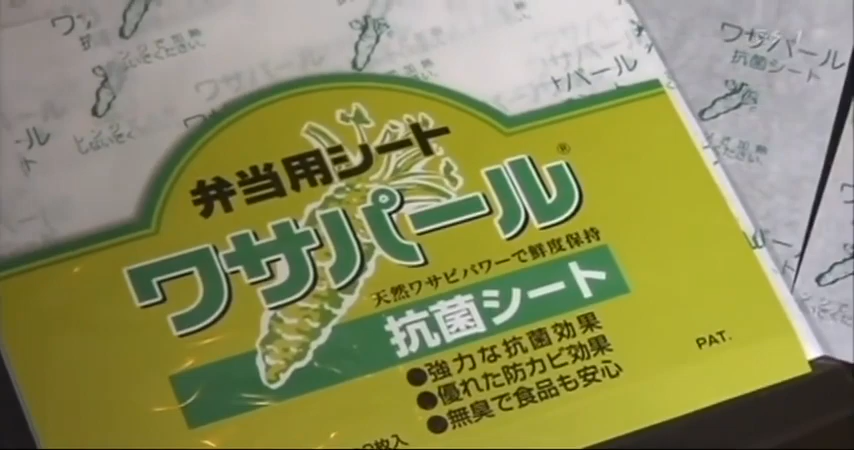 弁当用シート
ワサパール®
天然ワサビパワーで鮮度保持
抗菌シート
●強力な抗菌効果
●優れた防カビ効果
●無臭で食品も安心
PAT.
枚入
ワサパール
抗菌シート